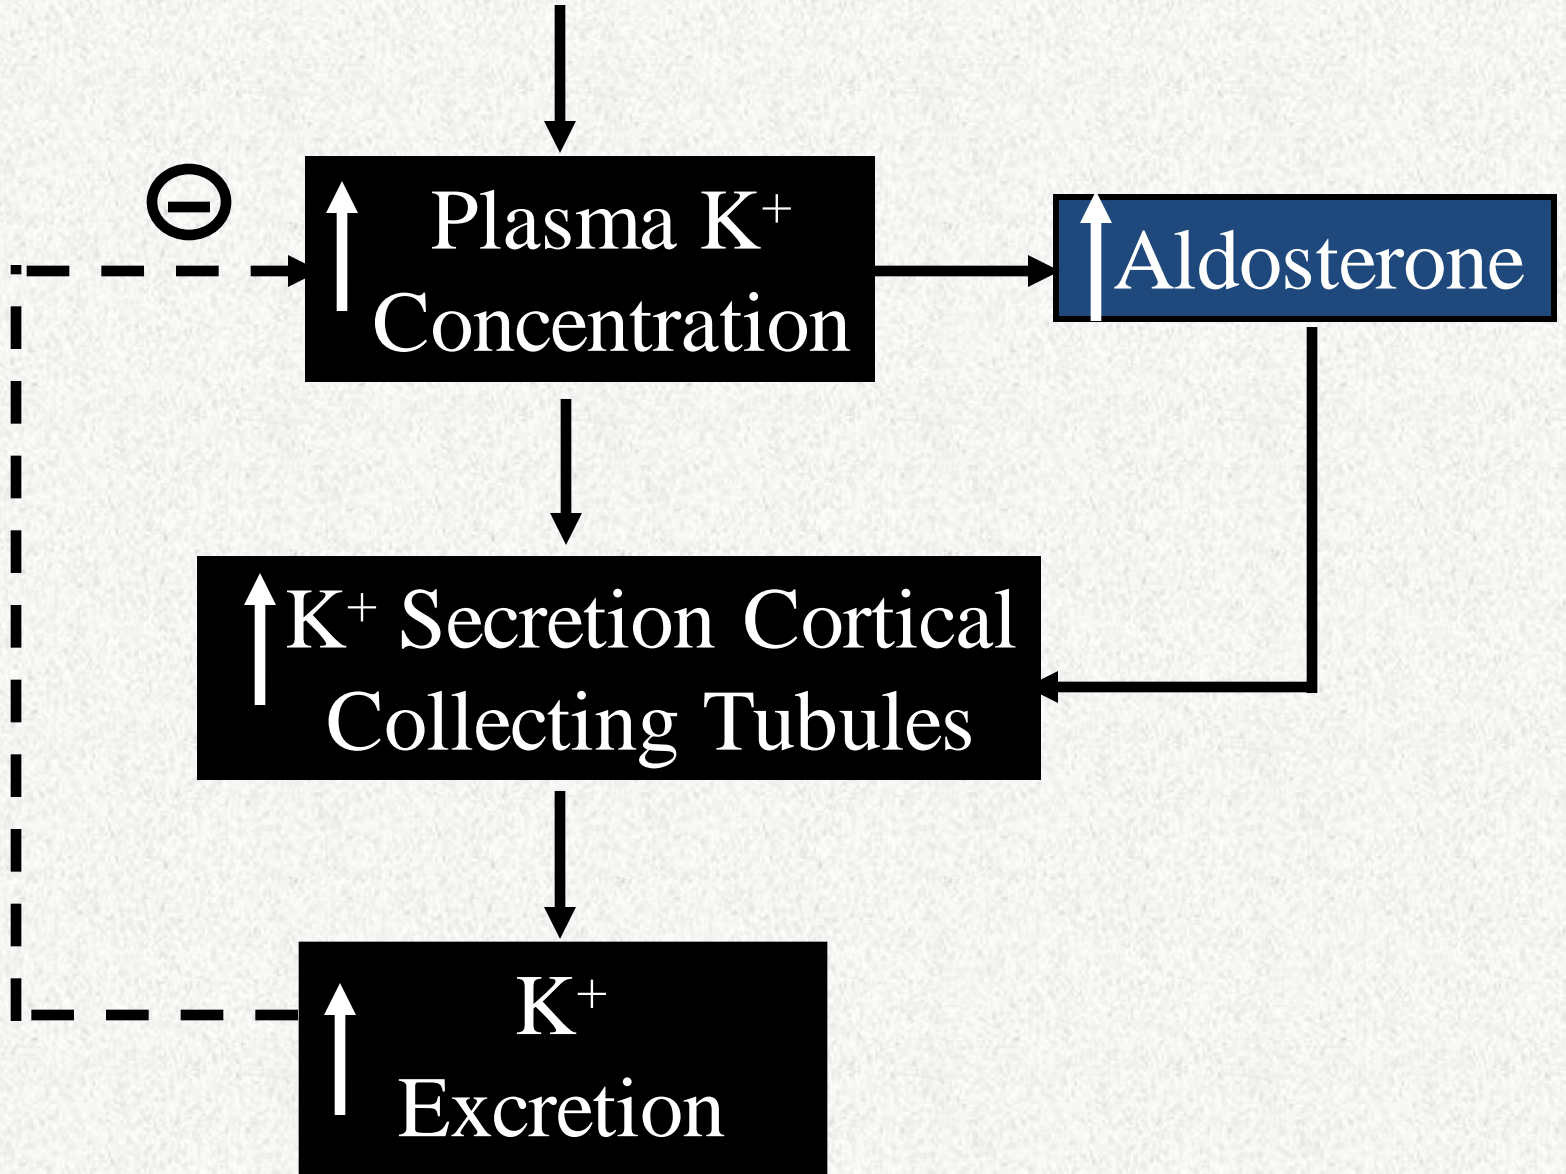 Plasma K⁺
Concentration
Aldosterone
K⁺ Secretion Cortical
Collecting Tubules
K⁺
Excretion